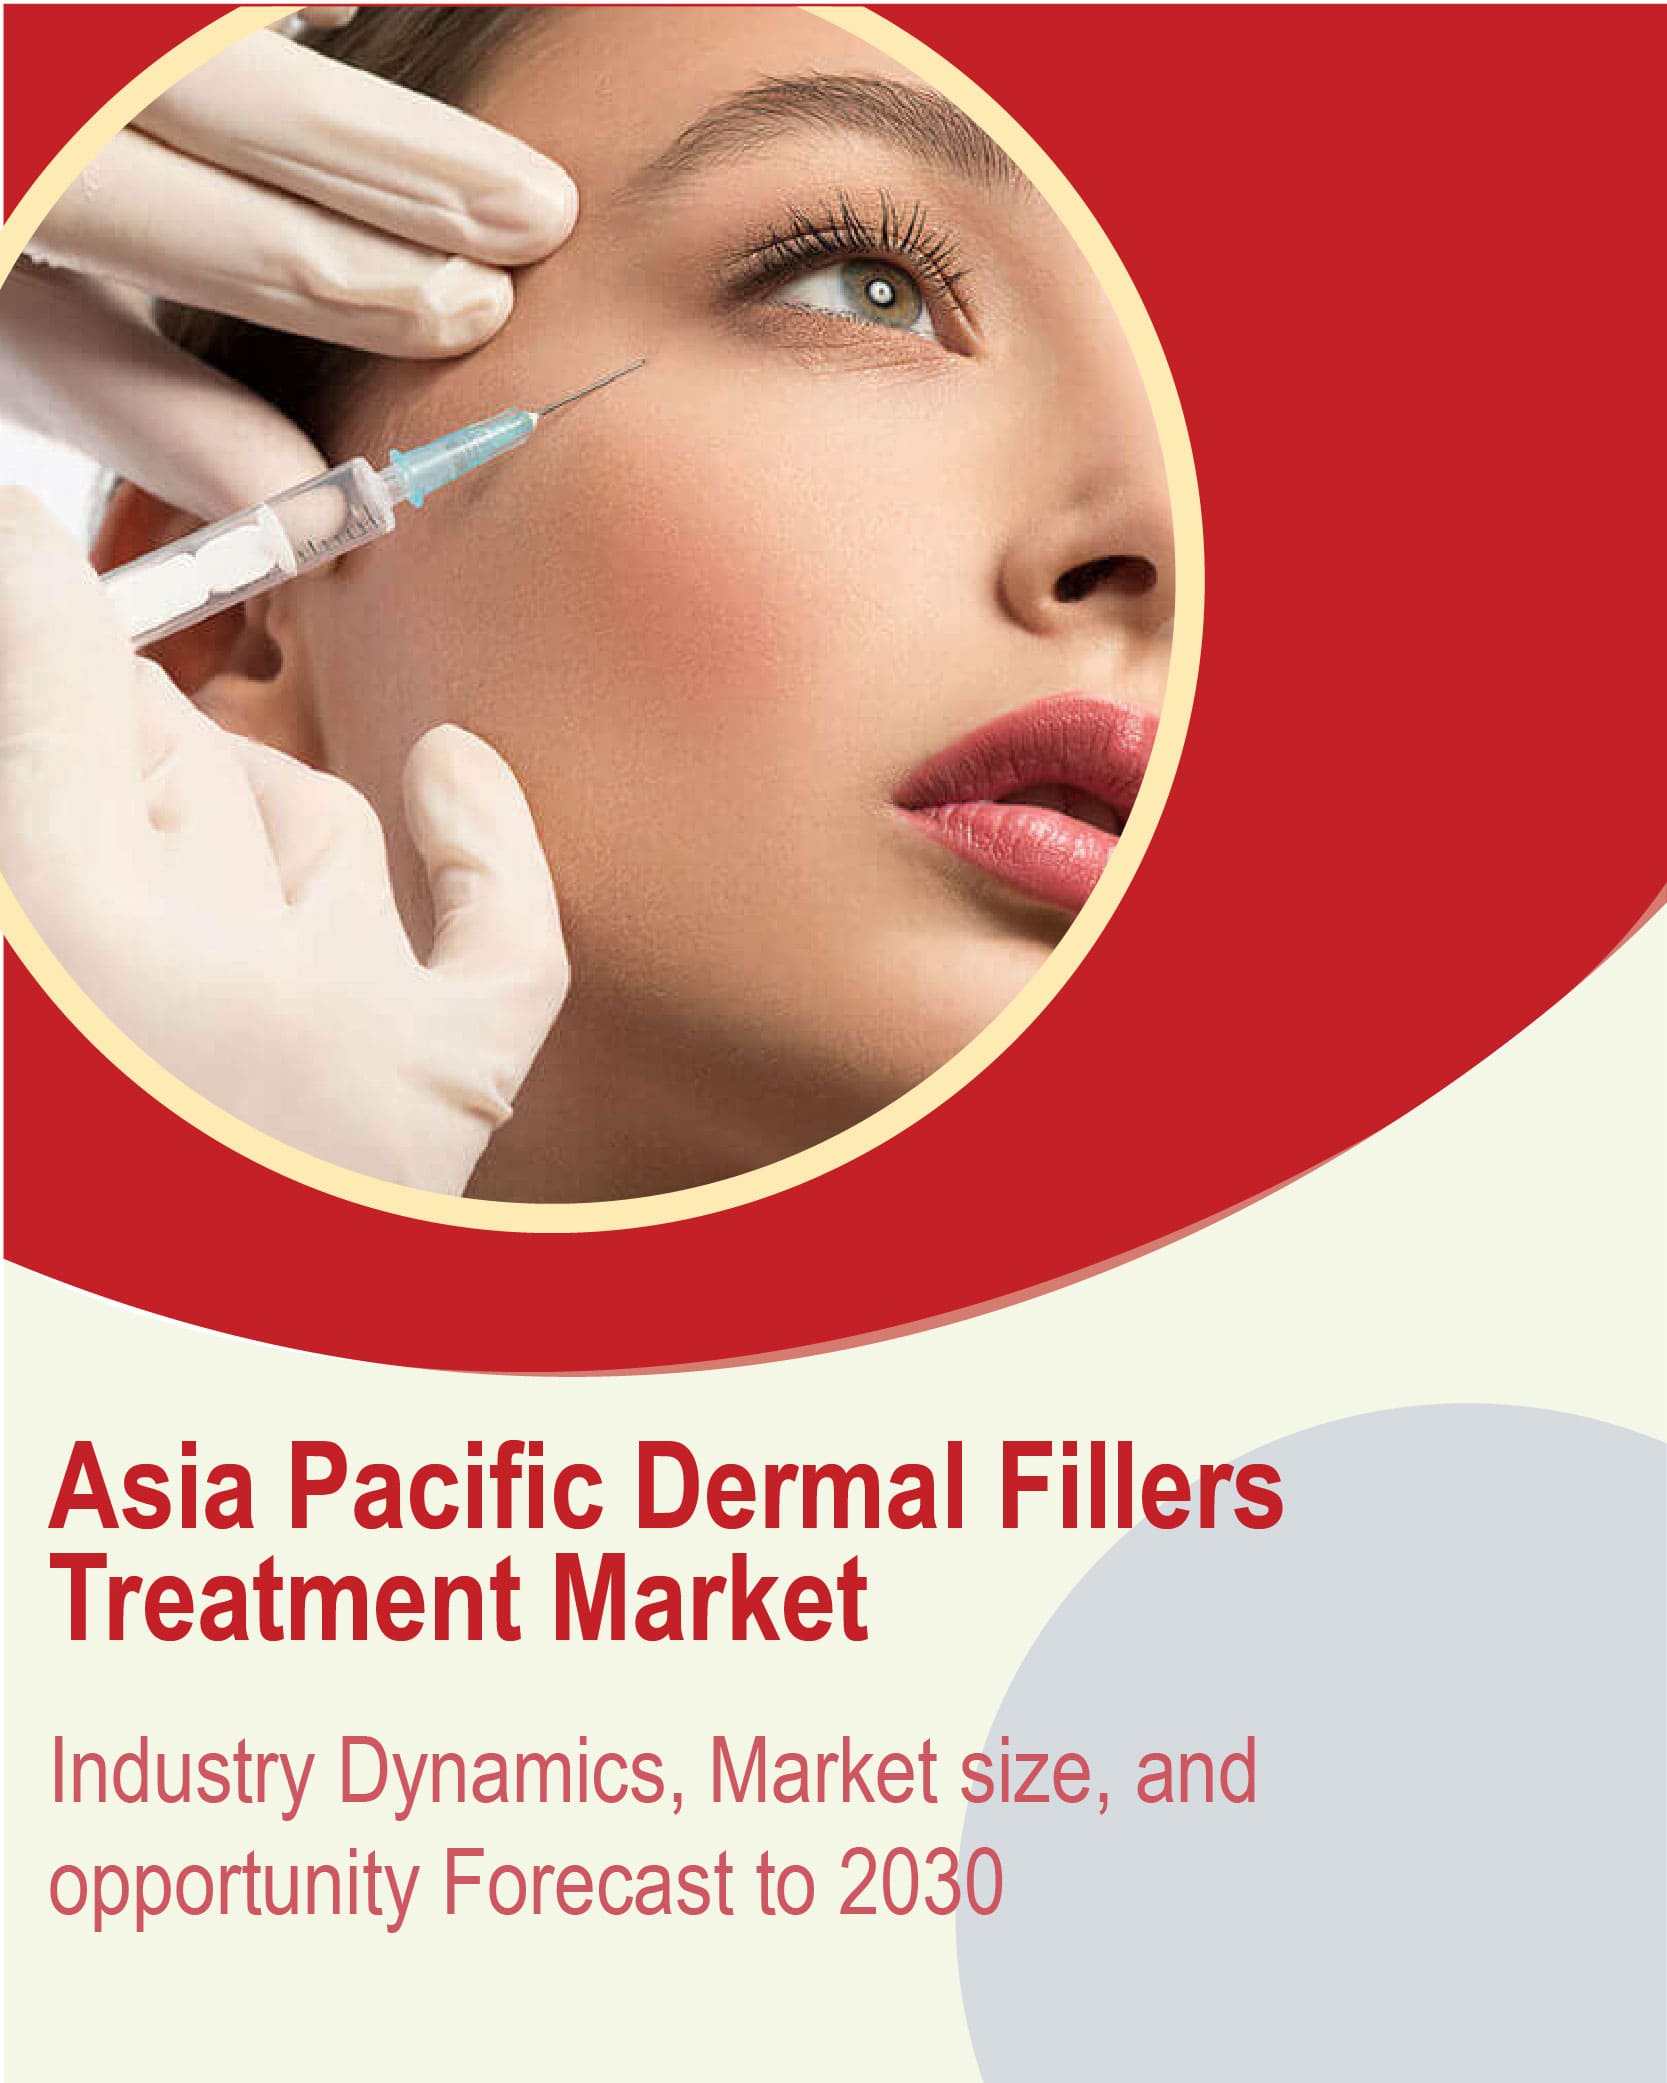 Asia Pacific Dermal Fillers
Treatment Market
Industry Dynamics, Market size, and
opportunity Forecast to 2030